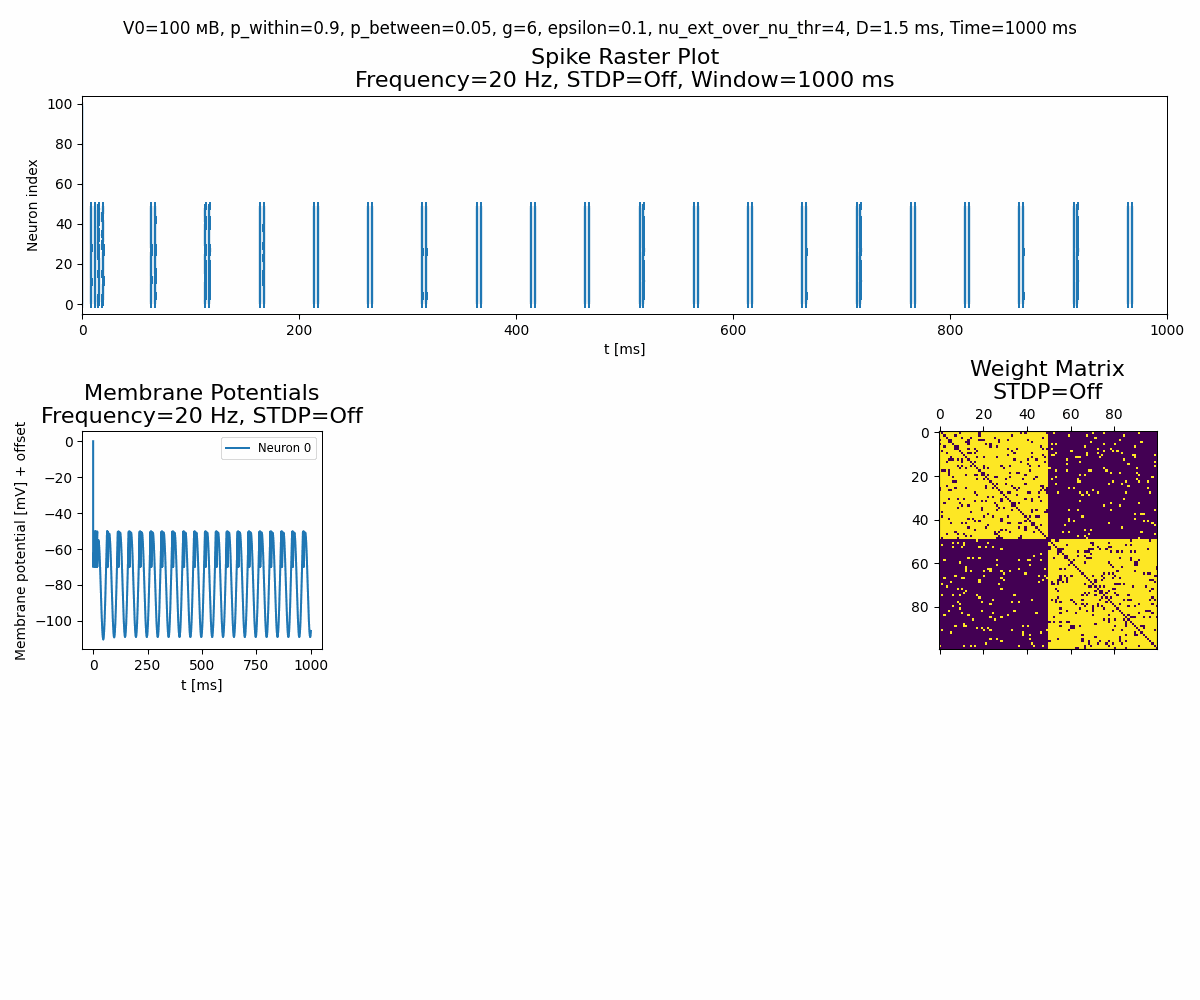 V0=100 мВ, p_within=0.9, p_between=0.05, g=6, epsilon=0.1, nu_ext_over_nu_thr=4, D=1.5 ms, Time=1000 ms
Spike Raster Plot
Frequency=20 Hz, STDP=Off, Window=1000 ms
100
80
60
40
20
0
Neuron index
0 200 400 600 800 1000
t [ms]
Membrane Potentials
Frequency=20 Hz, STDP=Off
Membrane potential [mV] + offset
0
−20
−40
−60
−80
−100
Neuron 0
0 250 500 750 1000
t [ms]
Weight Matrix
STDP=Off
0 20 40 60 80
0
20
40
60
80